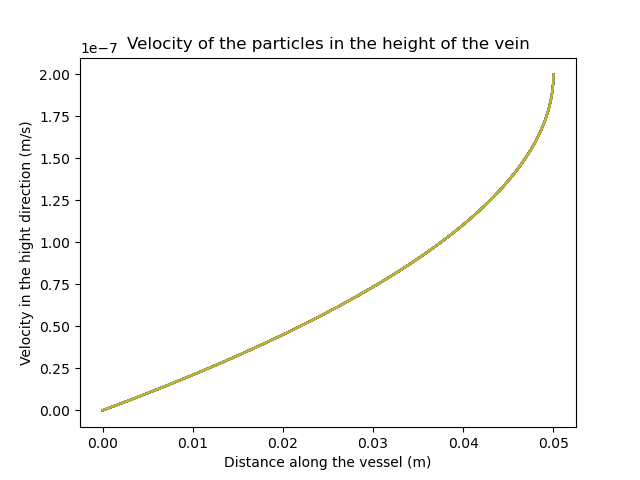 Velocity of the particles in the height of the vein
1e−7
2.00
1.75
1.50
1.25
1.00
0.75
0.50
0.25
0.00
Velocity in the hight direction (m/s)
0.00 0.01 0.02 0.03 0.04 0.05
Distance along the vessel (m)